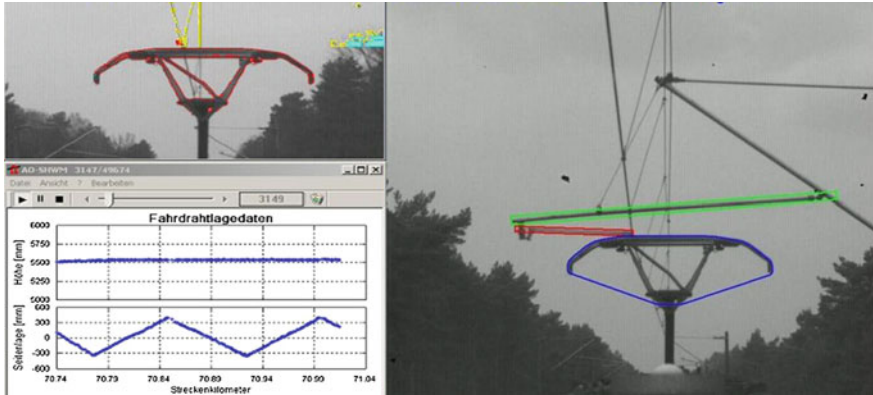 AO-SHWM 3147/49674
Datei Ansicht ? Bearbeiten
3149
Fahrdrahtlagedaten
6000
5750
5500
5250
5000
Höhe [mm]
600
300
0
-300
-600
Seitenlage [mm]
70.74 70.79 70.84 70.89 70.94 70.99 71.04
Streckenkilometer